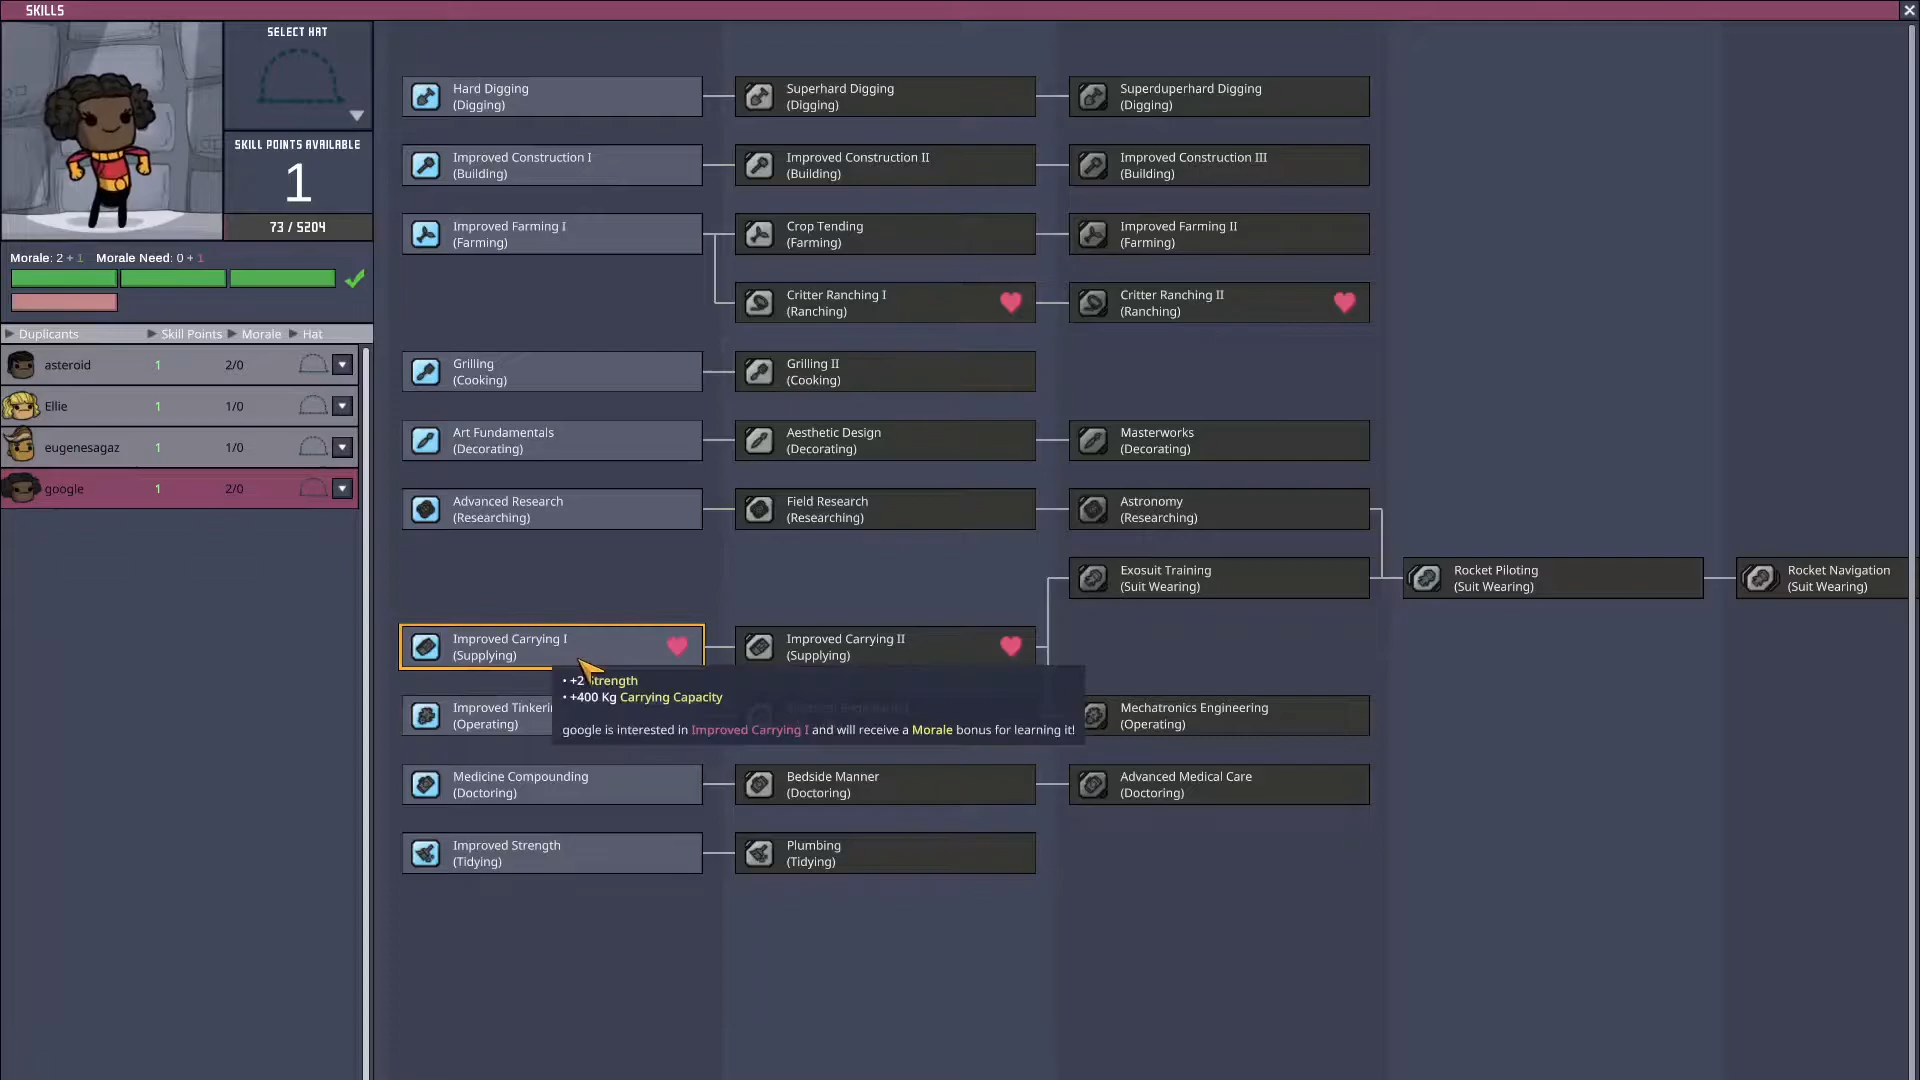 SKILLS
SELECT HAT
SKILL POINTS AVAILABLE
1
73 / 5204
Morale: 2 + 1 Morale Need: 0 + 1
Duplicants Skill Points Morale Hat
asteroid 1 2/0
Ellie 1 1/0
eugenesagaz 1 1/0
google 1 2/0
Hard Digging
(Digging)
Superhard Digging
(Digging)
Superduperhard Digging
(Digging)
Improved Construction I
(Building)
Improved Construction II
(Building)
Improved Construction III
(Building)
Improved Farming I
(Farming)
Crop Tending
(Farming)
Improved Farming II
(Farming)
Critter Ranching I
(Ranching)
Critter Ranching II
(Ranching)
Grilling
(Cooking)
Grilling II
(Cooking)
Art Fundamentals
(Decorating)
Aesthetic Design
(Decorating)
Masterworks
(Decorating)
Advanced Research
(Researching)
Field Research
(Researching)
Astronomy
(Researching)
Exosuit Training
(Suit Wearing)
Rocket Piloting
(Suit Wearing)
Rocket Navigation
(Suit Wearing)
Improved Carrying I
(Supplying)
Improved Carrying II
(Supplying)
• +2 Strength
• +400 Kg Carrying Capacity
google is interested in Improved Carrying I and will receive a Morale bonus for learning it!
Improved
(Operating)
Mechatronics Engineering
(Operating)
Medicine Compounding
(Doctoring)
Bedside Manner
(Doctoring)
Advanced Medical Care
(Doctoring)
Improved Strength
(Tidying)
Plumbing
(Tidying)